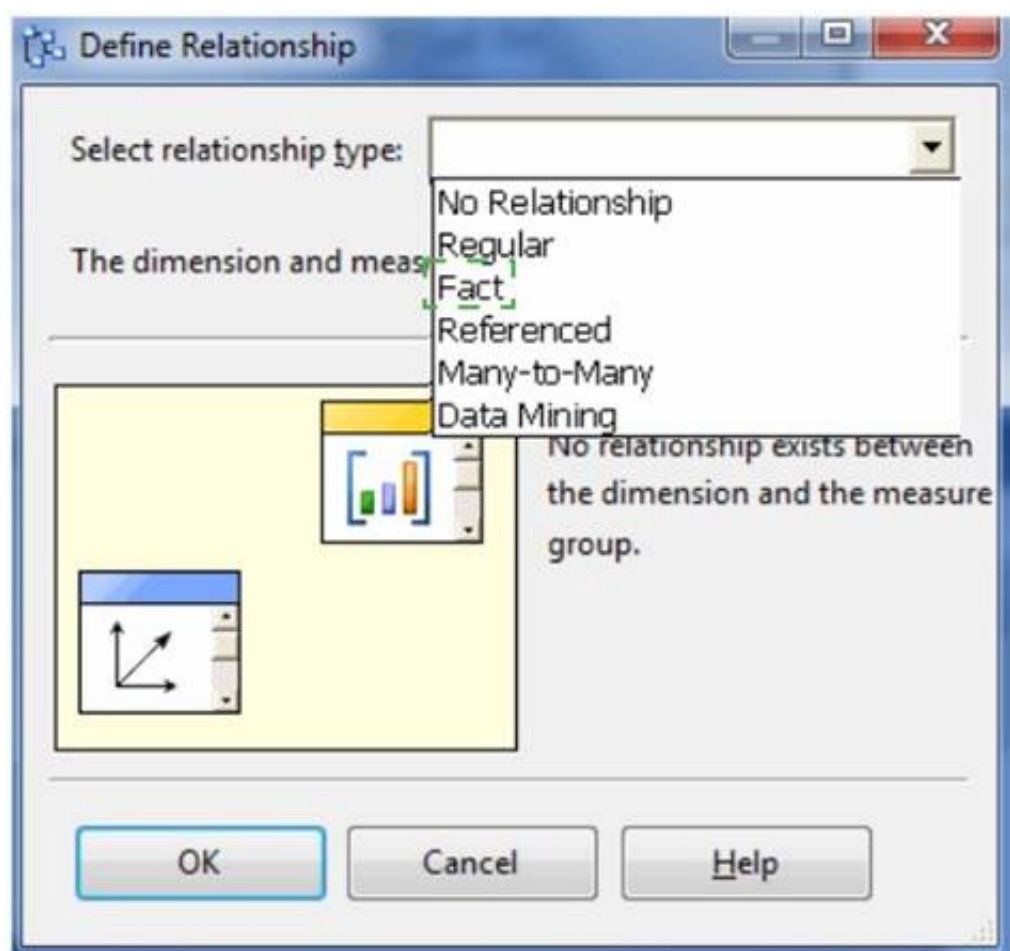 Define Relationship
Select relationship type:
No Relationship
Regular
The dimension and meas
Fact
Referenced
Many-to-Many
Data Mining
No relationship exists between
the dimension and the measure
group.
OK
Cancel
Help